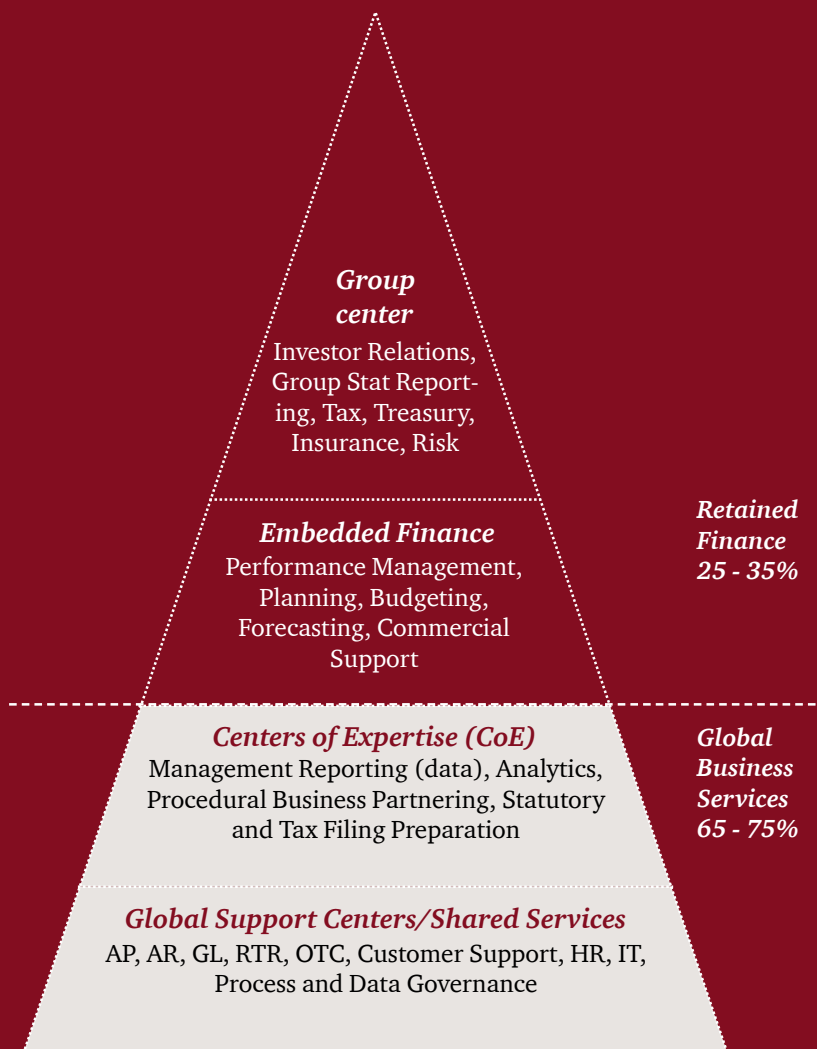 Group
center
Investor Relations,
Group Stat Report-
ing, Tax, Treasury,
Insurance, Risk
Embedded Finance
Performance Management,
Planning, Budgeting,
Forecasting, Commercial
Support
Retained
Finance
25 - 35%
Centers of Expertise (CoE)
Management Reporting (data), Analytics,
Procedural Business Partnering, Statutory
and Tax Filing Preparation
Global
Business
Services
65 - 75%
Global Support Centers/Shared Services
AP, AR, GL, RTR, OTC, Customer Support, HR, IT,
Process and Data Governance